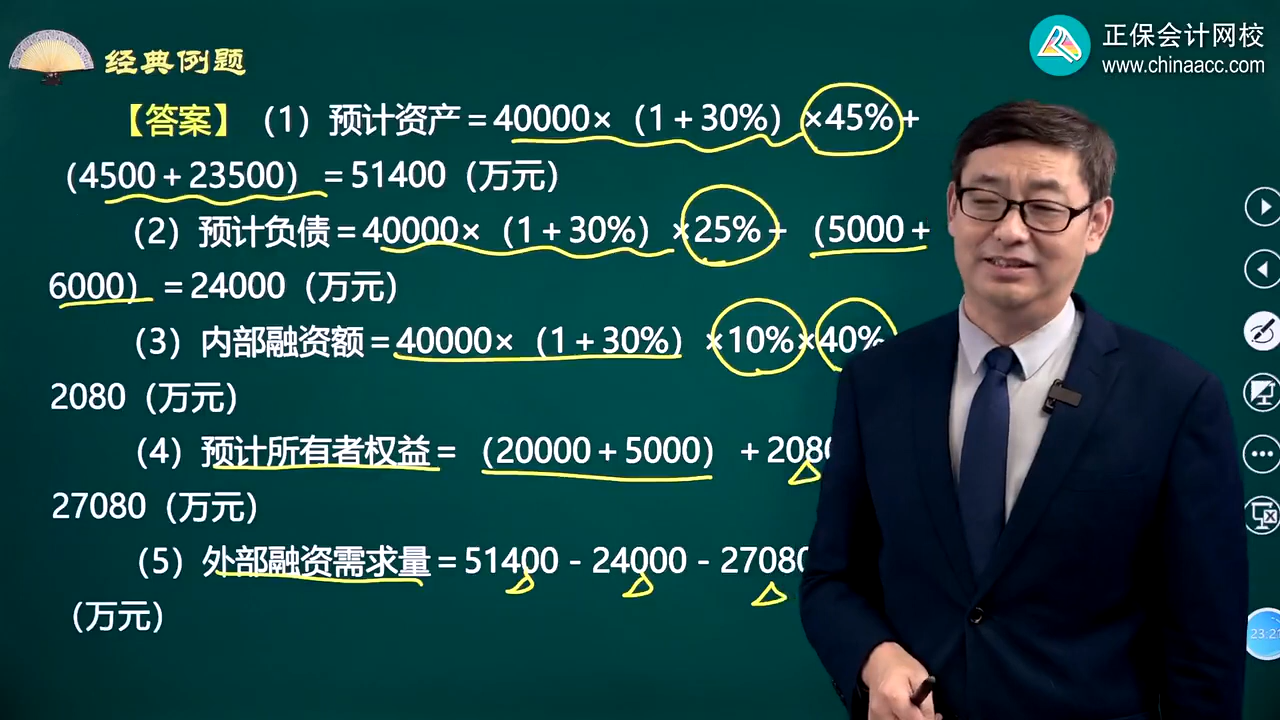 经典例题
正保会计网校
www.chinaacc.com
【答案】（1）预计资产＝40000×（1＋30%）×45%＋
（4500＋23500）＝51400（万元）
（2）预计负债＝40000×（1＋30%）×25%＋（5000＋
6000）＝24000（万元）
（3）内部融资额＝40000×（1＋30%）×10%×40%
2080（万元）
（4）预计所有者权益＝（20000＋5000）＋2080
27080（万元）
（5）外部融资需求量＝51400－24000－27080
（万元）